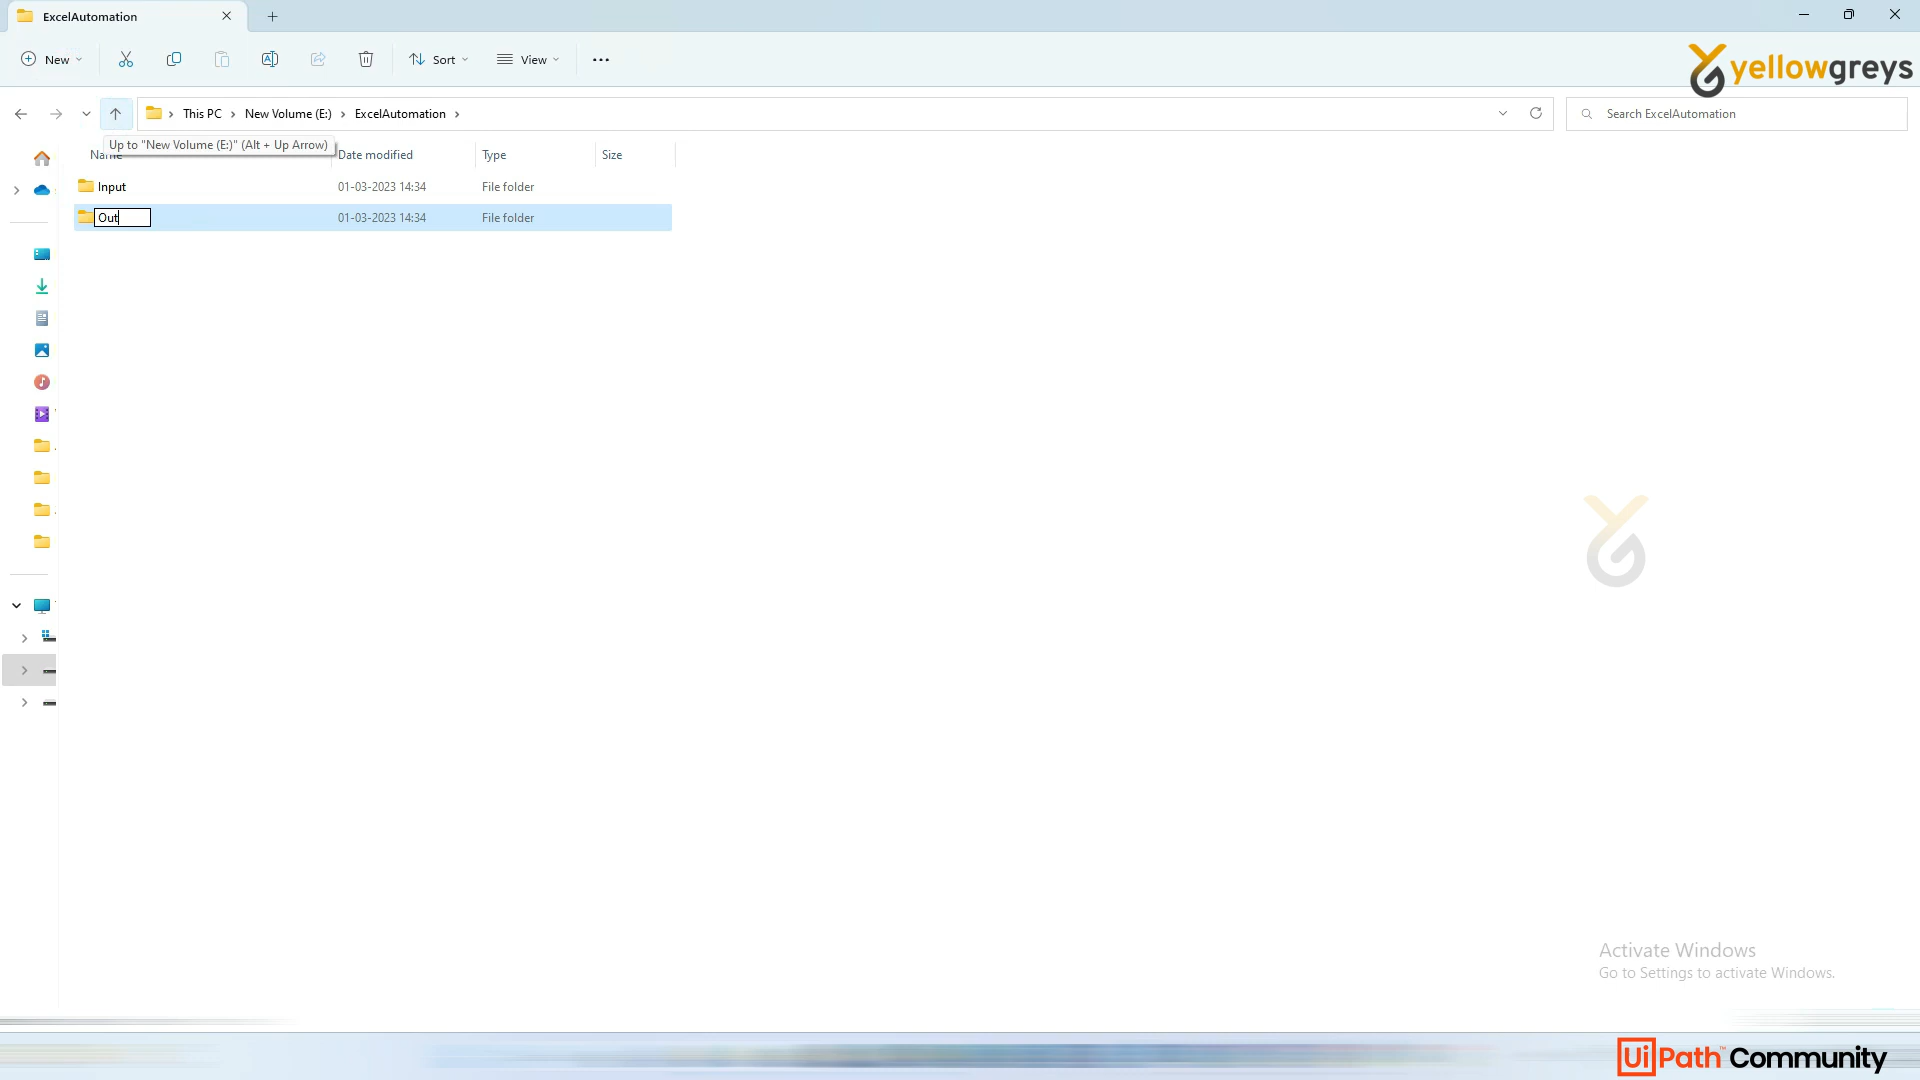 ExcelAutomation
New
Sort
View
yellowgreys
This PC
New Volume (E:)
ExcelAutomation
Search ExcelAutomation
Up to "New Volume (E:)" (Alt + Up Arrow)
Date modified
Type
Size
Input
01-03-2023 14:34
File folder
Out
01-03-2023 14:34
File folder
Activate Windows
Go to Settings to activate Windows.
UiPath™ Community